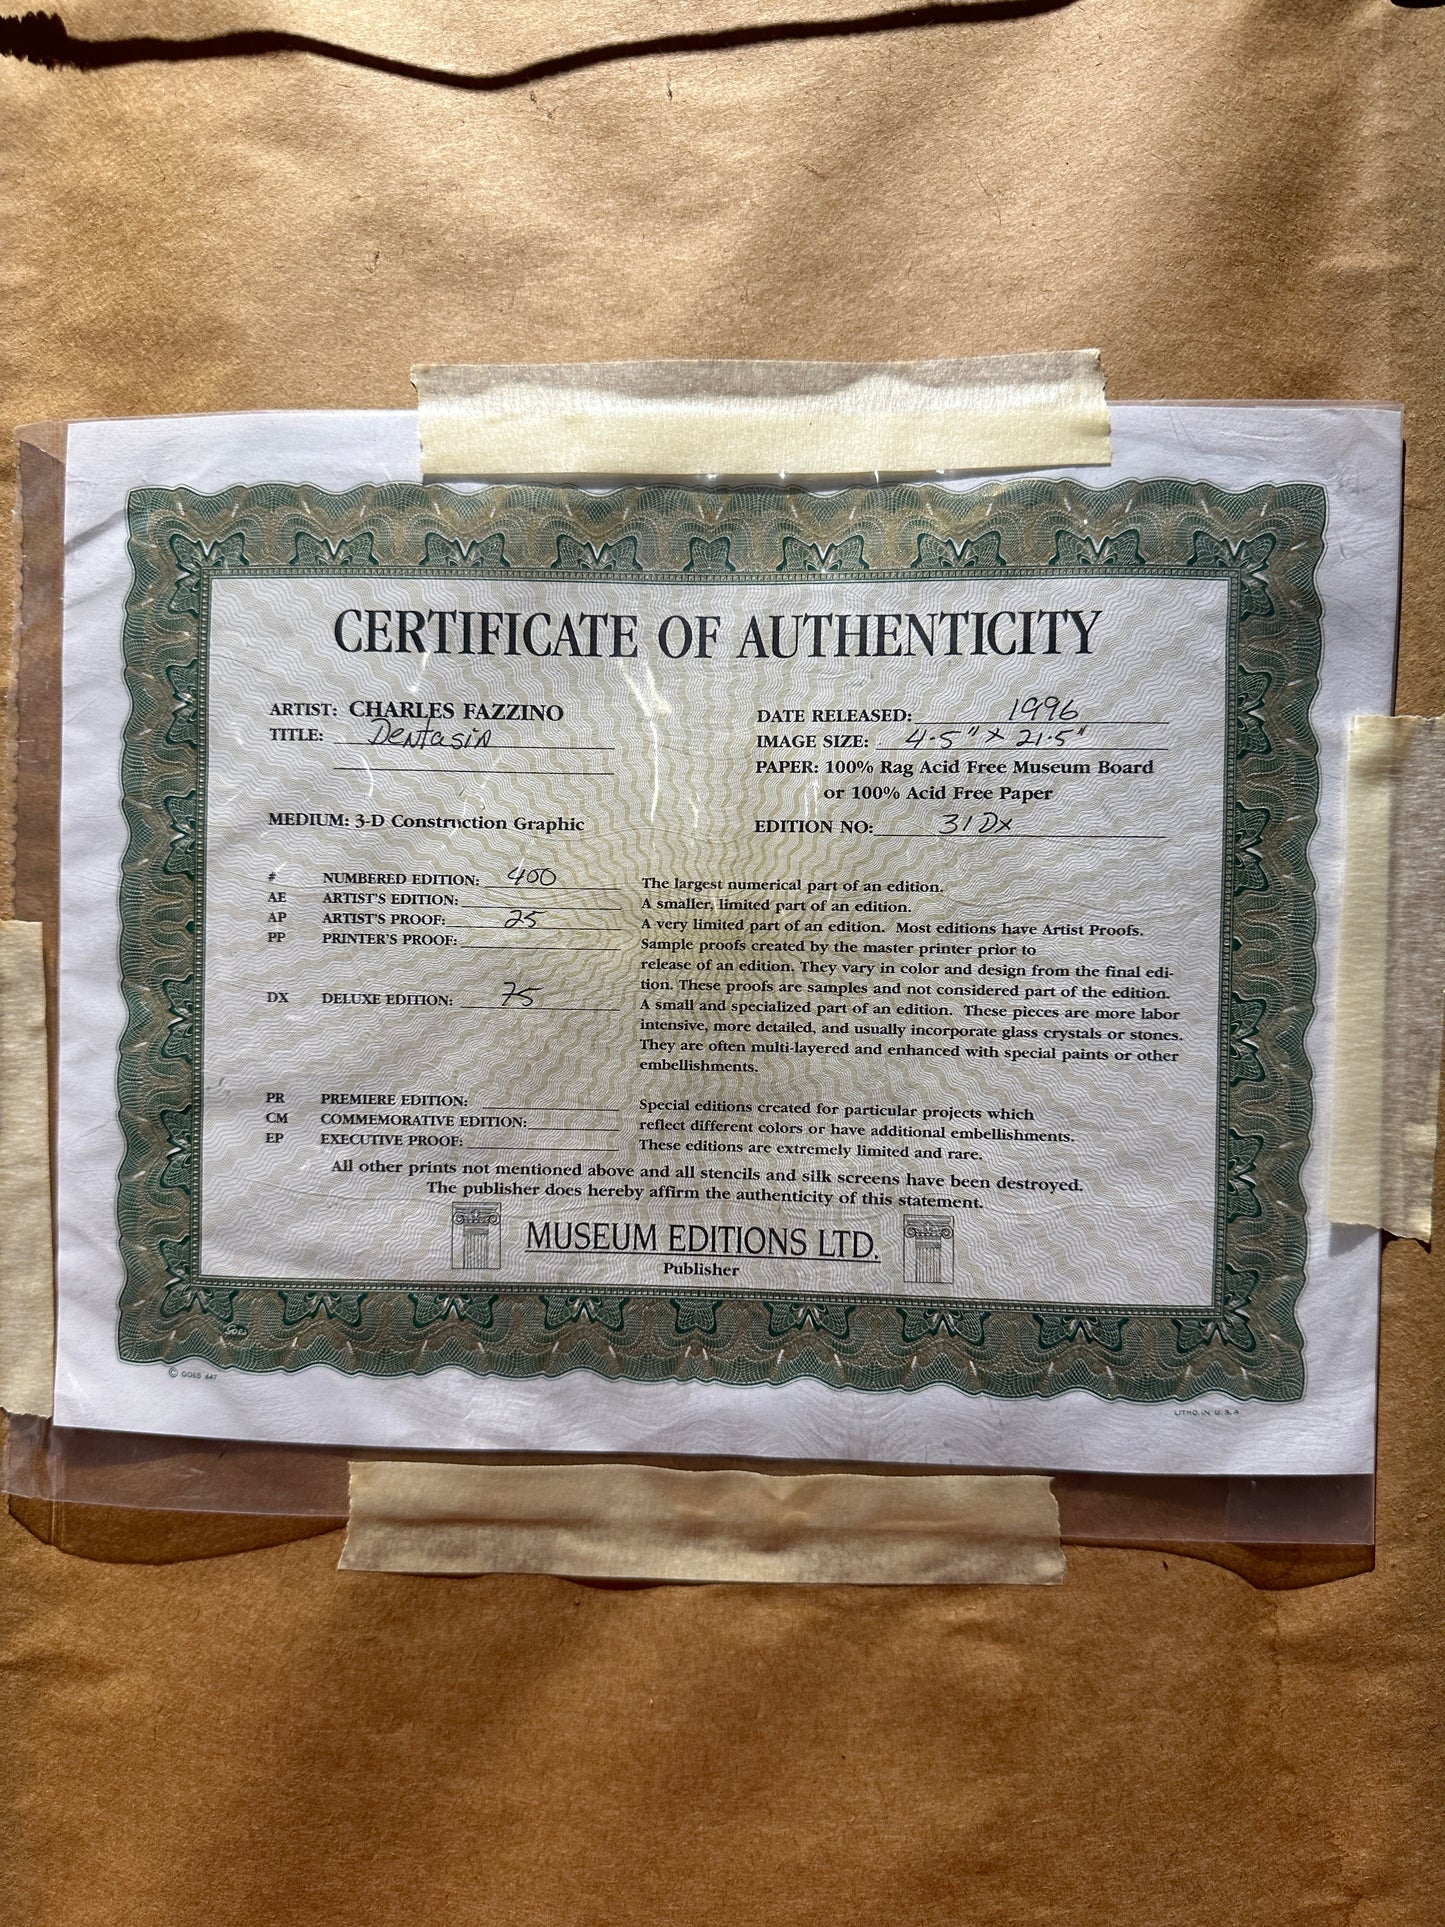 CERTIFICATE OF AUTHENTICITY
ARTIST: CHARLES FAZZINO
TITLE: Dentasia
DATE RELEASED: 1996
IMAGE SIZE: 4.5" x 21.5"
PAPER: 100% Rag Acid Free Museum Board
or 100% Acid Free Paper
MEDIUM: 3-D Construction Graphic
EDITION NO: 31 DX
# NUMBERED EDITION: 400 The largest numerical part of an edition.
AE ARTIST'S EDITION: A smaller, limited part of an edition.
AP ARTIST'S PROOF: 25 A very limited part of an edition. Most editions have Artist Proofs.
PP PRINTER'S PROOF: Sample proofs created by the master printer prior to
release of an edition. They vary in color and design from the final edi-
tion. These proofs are samples and not considered part of the edition.
DX DELUXE EDITION: 75 A small and specialized part of an edition. These pieces are more labor
intensive, more detailed, and usually incorporate glass crystals or stones.
They are often multi-layered and enhanced with special paints or other
embellishments.
PR PREMIERE EDITION: Special editions created for particular projects which
CM COMMEMORATIVE EDITION: reflect different colors or have additional embellishments.
EP EXECUTIVE PROOF: These editions are extremely limited and rare.
All other prints not mentioned above and all stencils and silk screens have been destroyed.
The publisher does hereby affirm the authenticity of this statement.
MUSEUM EDITIONS LTD.
Publisher
GOES
© GOES 447
LITHO. IN U. S. A.